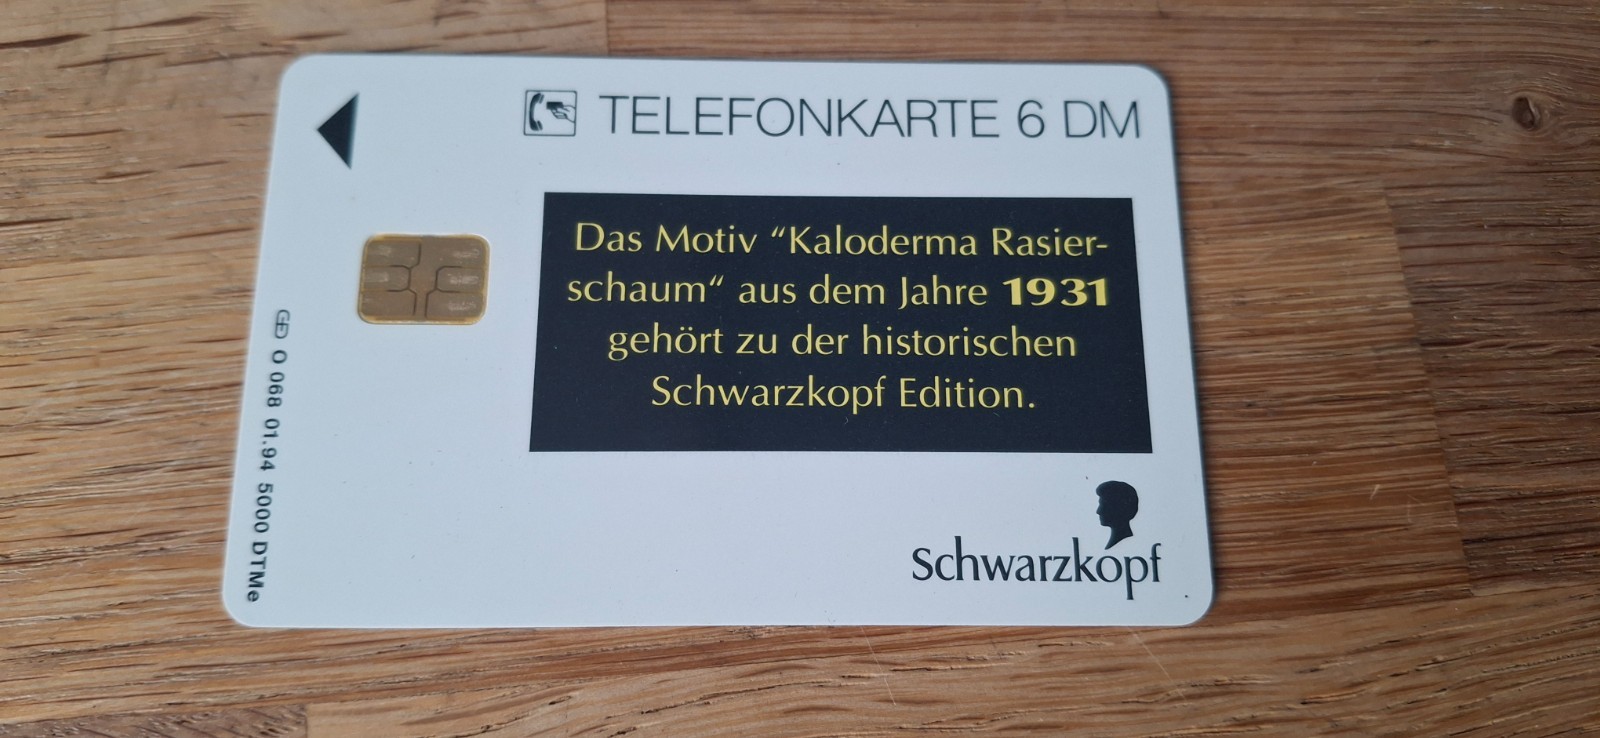 TELEFONKARTE 6 DM
Das Motiv “Kaloderma Rasier-
schaum“ aus dem Jahre 1931
gehört zu der historischen
Schwarzkopf Edition.
Schwarzkopf
GD O 068 01.94 5000 DTMe